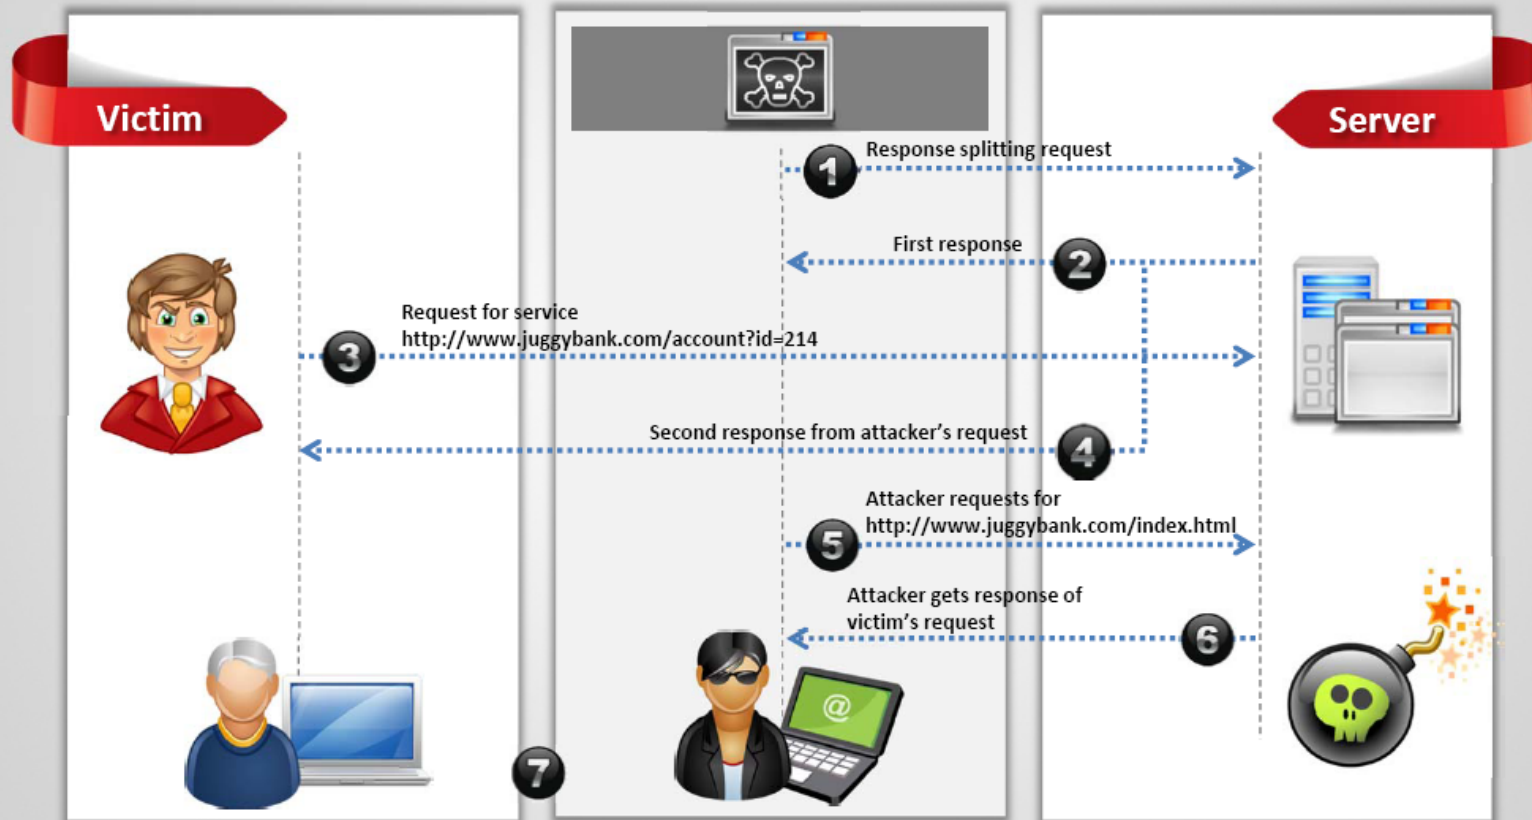 Victim
Server
1
Response splitting request
First response
2
Request for service
http://www.juggybank.com/account?id=214
3
Second response from attacker's request
4
Attacker requests for
http://www.juggybank.com/index.html
5
Attacker gets response of
victim's request
6
@
7